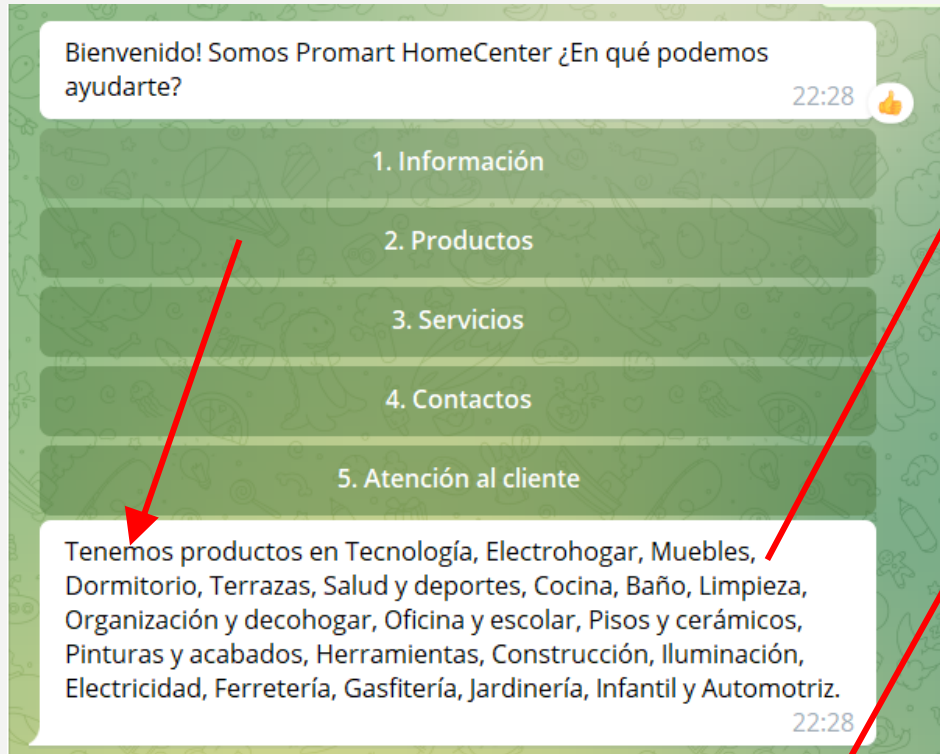 Bienvenido! Somos Promart HomeCenter ¿En qué podemos
ayudarte?
22:28
1. Información
2. Productos
3. Servicios
4. Contactos
5. Atención al cliente
Tenemos productos en Tecnología, Electrohogar, Muebles,
Dormitorio, Terrazas, Salud y deportes, Cocina, Baño, Limpieza,
Organización y decohogar, Oficina y escolar, Pisos y cerámicos,
Pinturas y acabados, Herramientas, Construcción, Iluminación,
Electricidad, Ferretería, Gasfitería, Jardinería, Infantil y Automotriz.
22:28